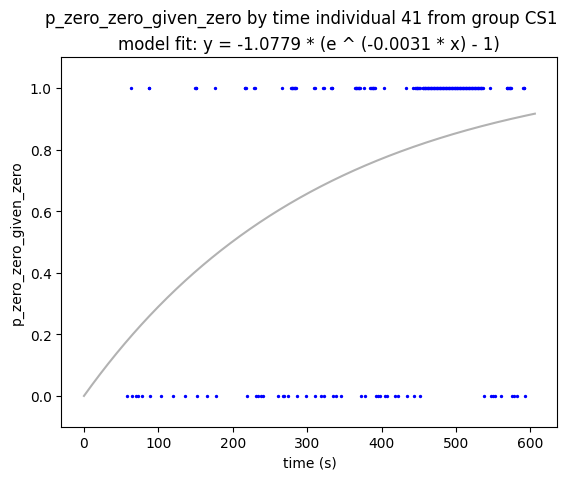 p_zero_zero_given_zero by time individual 41 from group CS1
model fit: y = -1.0779 * (e ^ (-0.0031 * x) - 1)
1.0
0.8
0.6
0.4
0.2
0.0
p_zero_zero_given_zero
0 100 200 300 400 500 600
time (s)